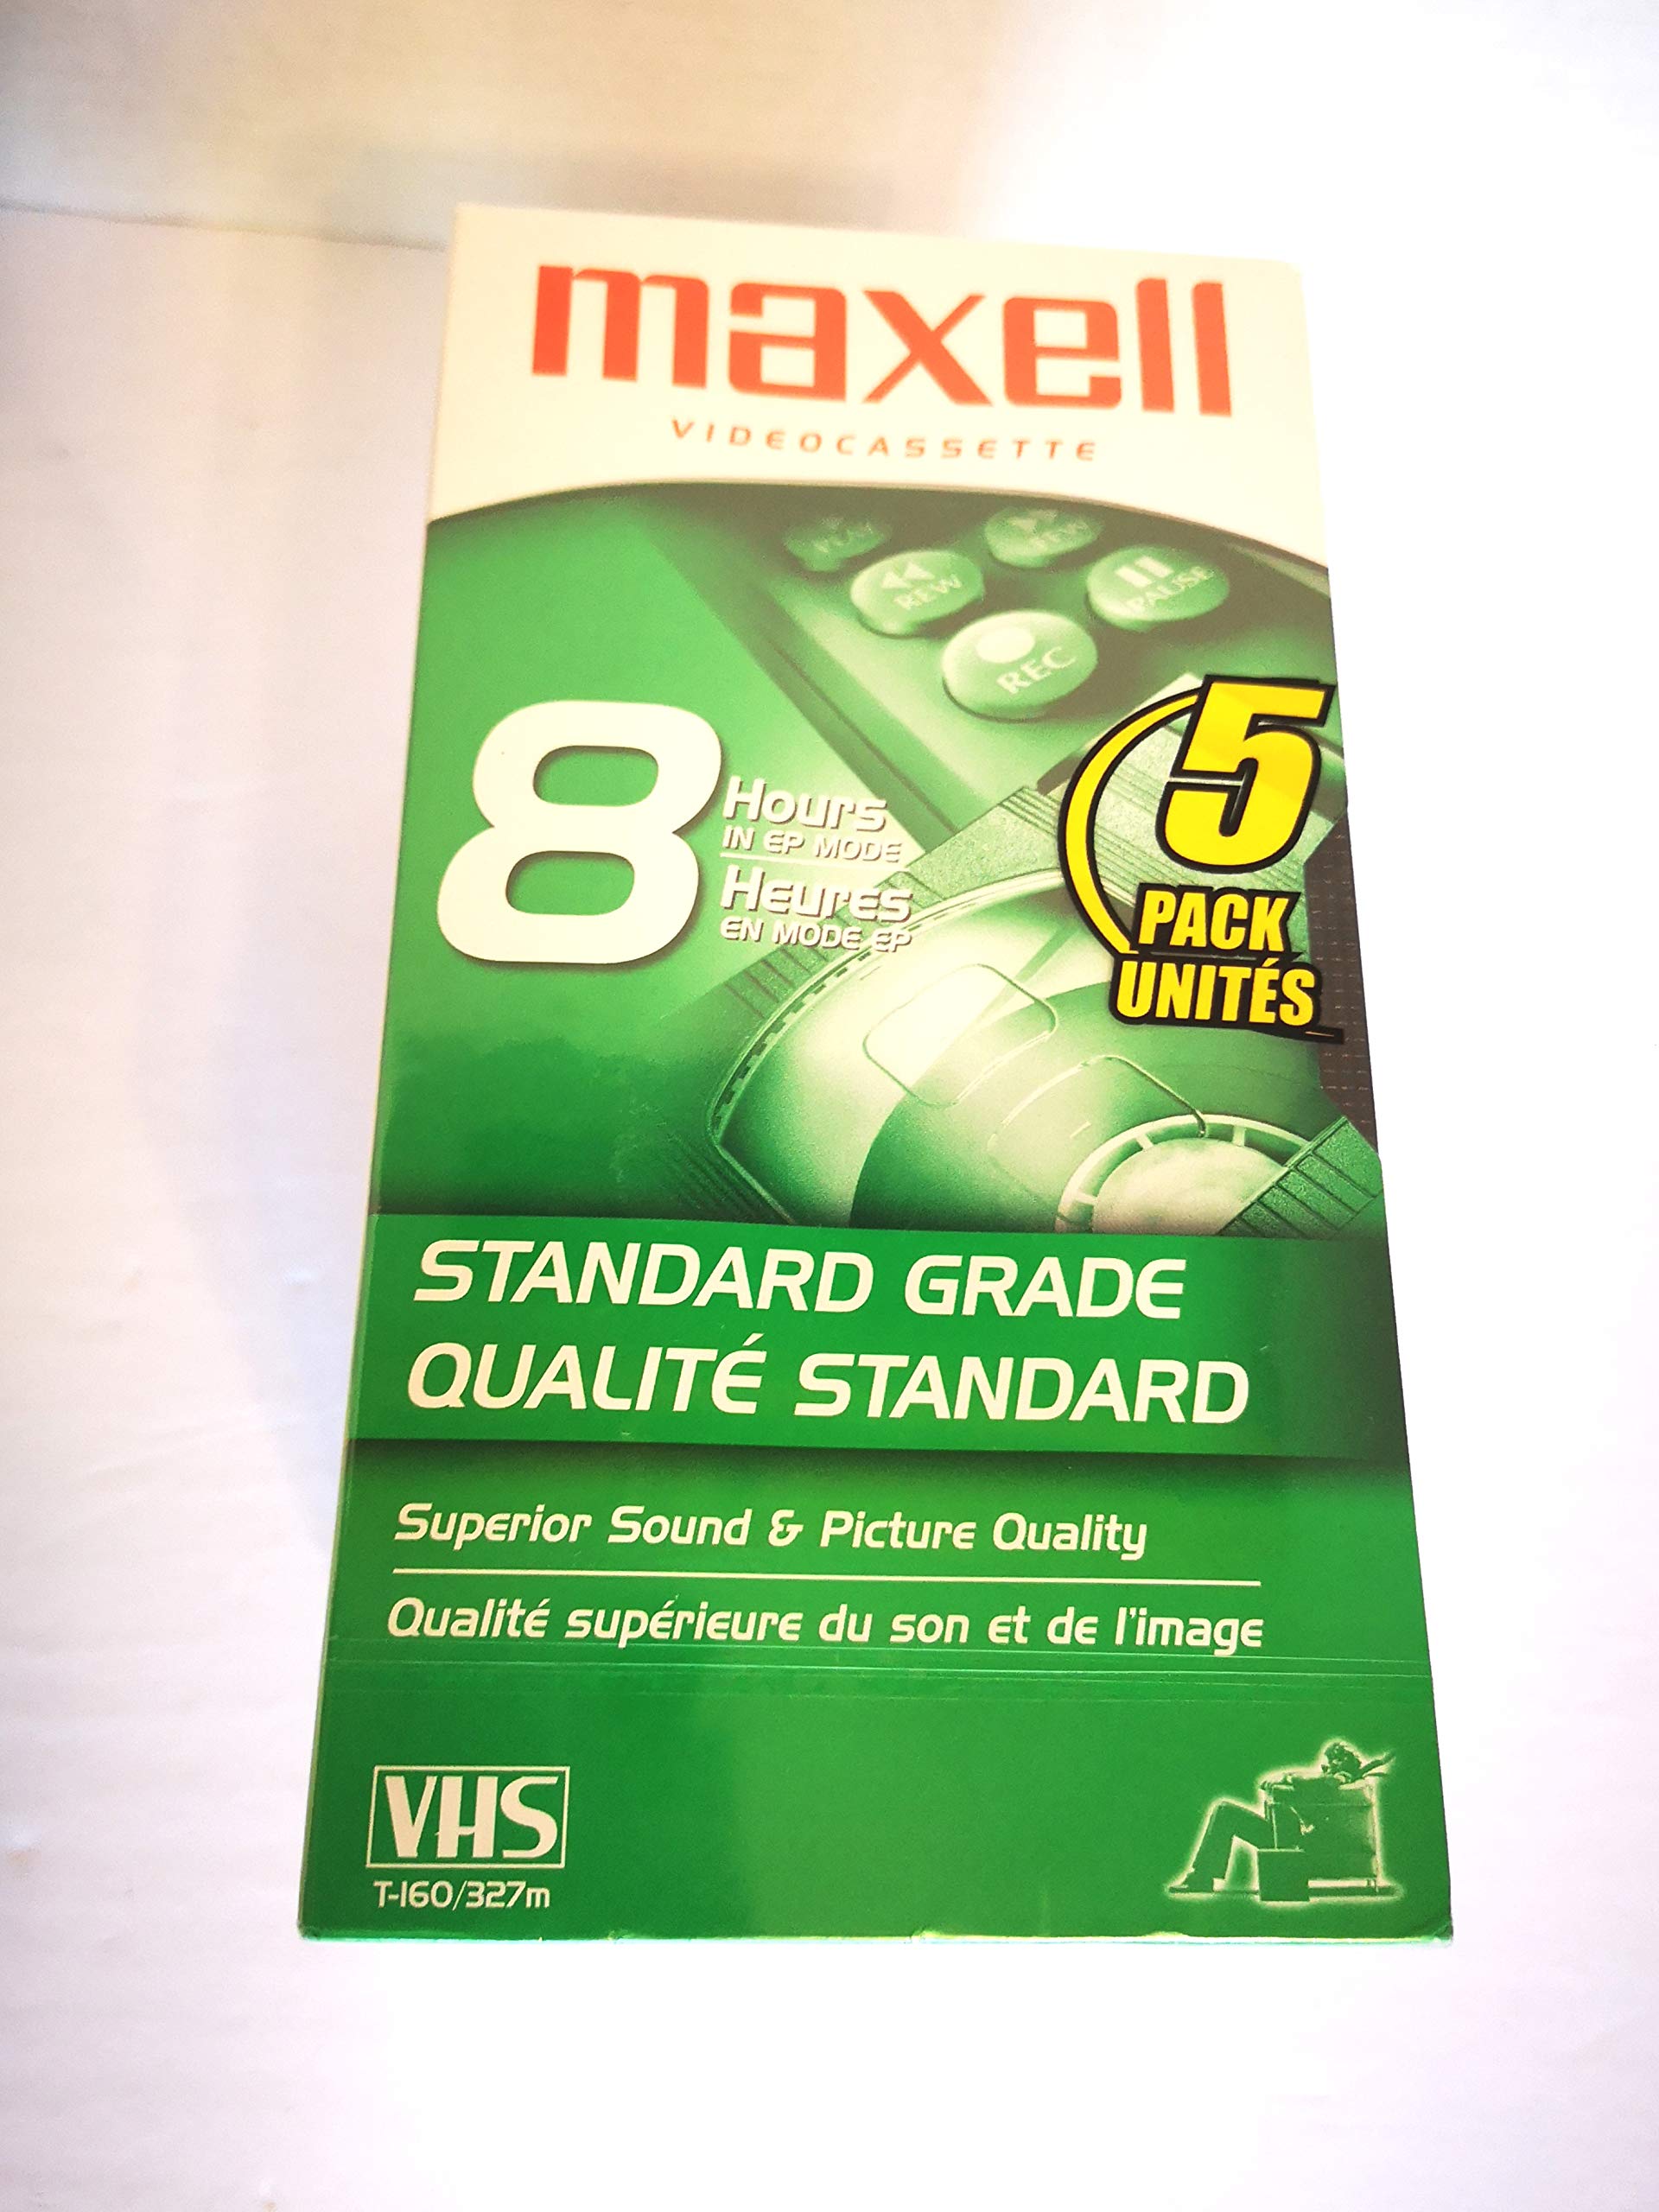 maxell
VIDEOCASSETTE
PLAY
REW
PAUSE
REC
8
Hours
IN EP MODE
Heures
EN MODE EP
5
PACK
UNITÉS
STANDARD GRADE
QUALITÉ STANDARD
Superior Sound & Picture Quality
Qualité supérieure du son et de l'image
VHS
T-160/327m